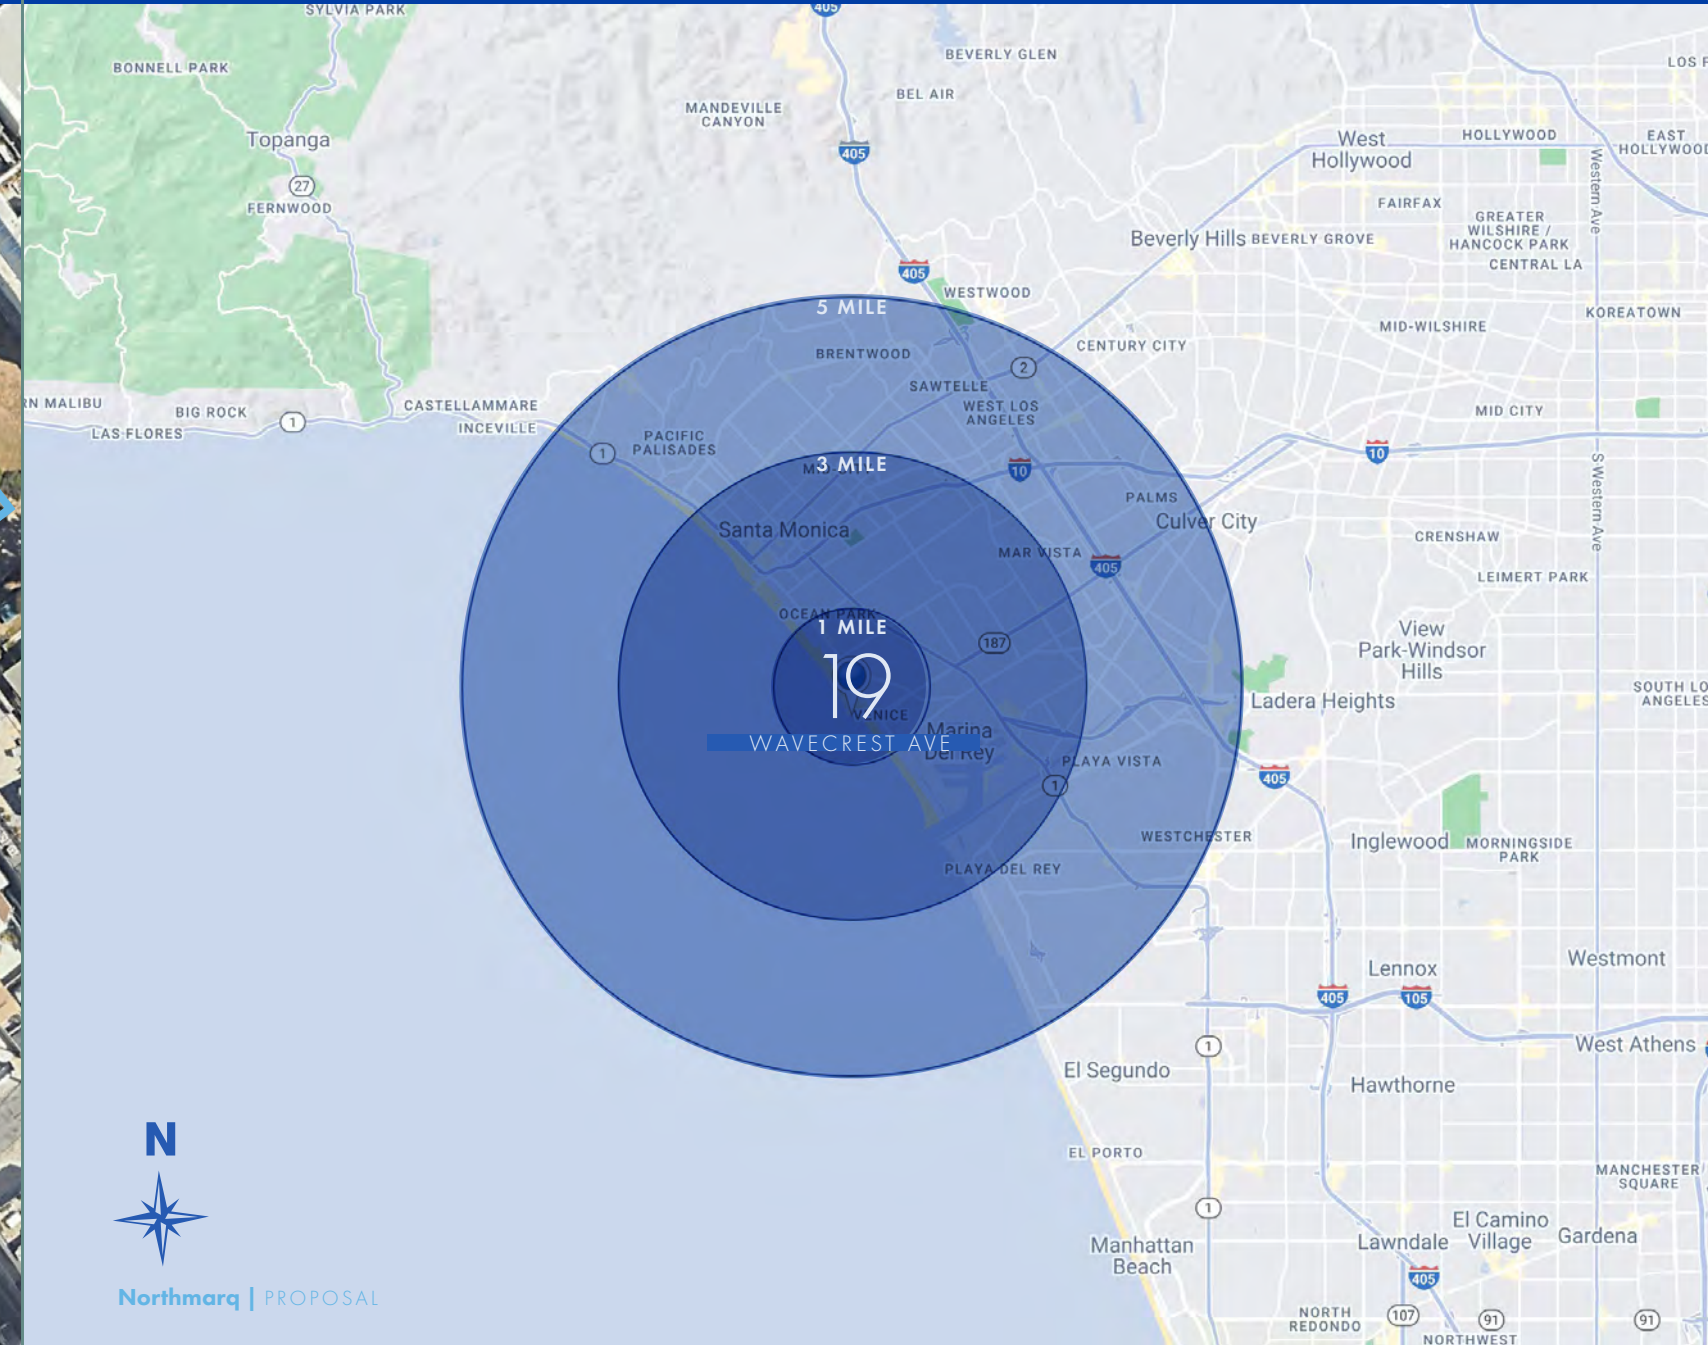 SYLVIA PARK
405
BONNELL PARK
BEVERLY GLEN
LOS F
BEL AIR
MANDEVILLE
CANYON
Topanga
405
West
Hollywood
HOLLYWOOD
EAST
HOLLYWOOD
Western Ave
27
FERNWOOD
FAIRFAX
GREATER
WILSHIRE /
HANCOCK PARK
Beverly Hills
BEVERLY GROVE
CENTRAL LA
405
WESTWOOD
5 MILE
KOREATOWN
MID-WILSHIRE
CENTURY CITY
BRENTWOOD
2
SAWTELLE
WEST LOS
ANGELES
RN MALIBU
BIG ROCK
1
CASTELLAMMARE
INCEVILLE
LAS FLORES
MID CITY
PACIFIC
PALISADES
1
10
3 MILE
10
S Western Ave
PALMS
Culver City
Santa Monica
CRENSHAW
MAR VISTA
405
LEIMERT PARK
OCEAN PARK
1 MILE
187
View
Park-Windsor
Hills
19
SOUTH LO
ANGELES
Ladera Heights
VENICE
Marina
Del Rey
WAVECREST AVE
PLAYA VISTA
405
1
WESTCHESTER
Inglewood
MORNINGSIDE
PARK
PLAYA DEL REY
Westmont
Lennox
405
105
1
West Athens
El Segundo
Hawthorne
N
EL PORTO
MANCHESTER
SQUARE
1
El Camino
Village
Gardena
Manhattan
Beach
Lawndale
405
Northmarq | PROPOSAL
NORTH
REDONDO
107
91
91
NORTHWEST